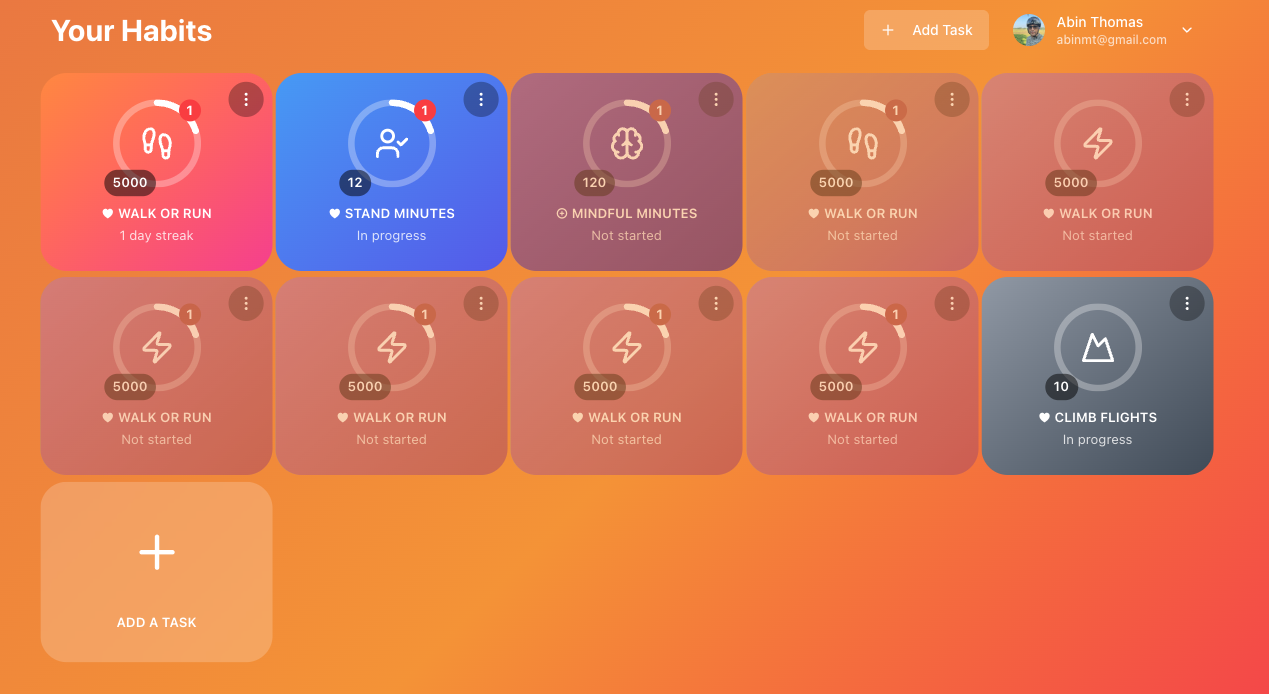 Your Habits
+ Add Task
Abin Thomas
abinmt@gmail.com
1
5000
WALK OR RUN
1 day streak
1
12
STAND MINUTES
In progress
1
120
MINDFUL MINUTES
Not started
1
5000
WALK OR RUN
Not started
5000
WALK OR RUN
Not started
1
5000
WALK OR RUN
Not started
1
5000
WALK OR RUN
Not started
1
5000
WALK OR RUN
Not started
1
5000
WALK OR RUN
Not started
10
CLIMB FLIGHTS
In progress
ADD A TASK